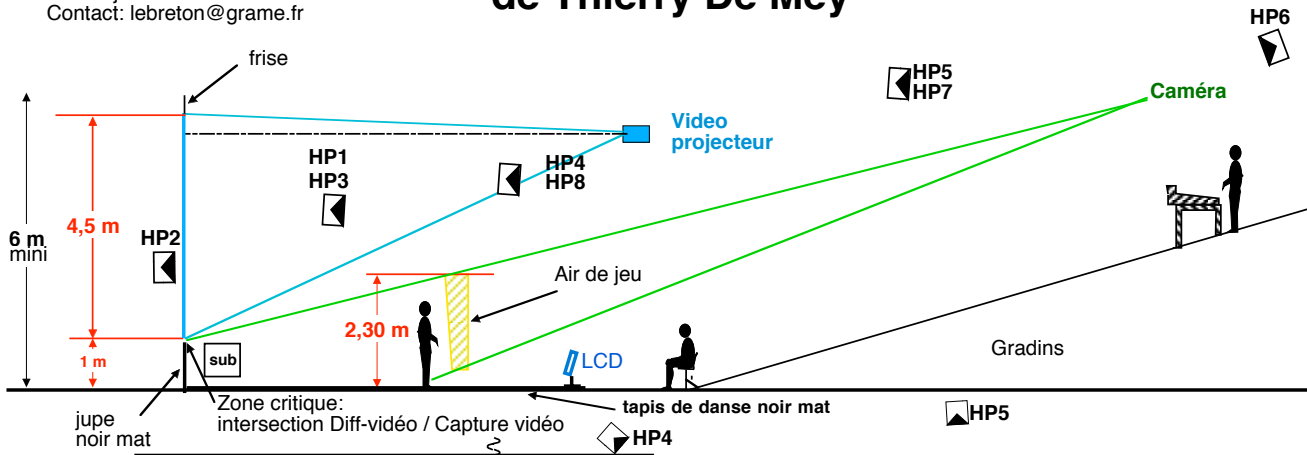 Contact: lebreton@grame.fr
de Thierry De Mey
HP6
frise
HP5
HP7
Caméra
Video
projecteur
HP1
HP3
HP4
HP8
4,5 m
6 m
mini
HP2
Air de jeu
2,30 m
1 m
sub
LCD
Gradins
Zone critique:
intersection Diff-vidéo / Capture vidéo
tapis de danse noir mat
HP5
jupe
noir mat
HP4